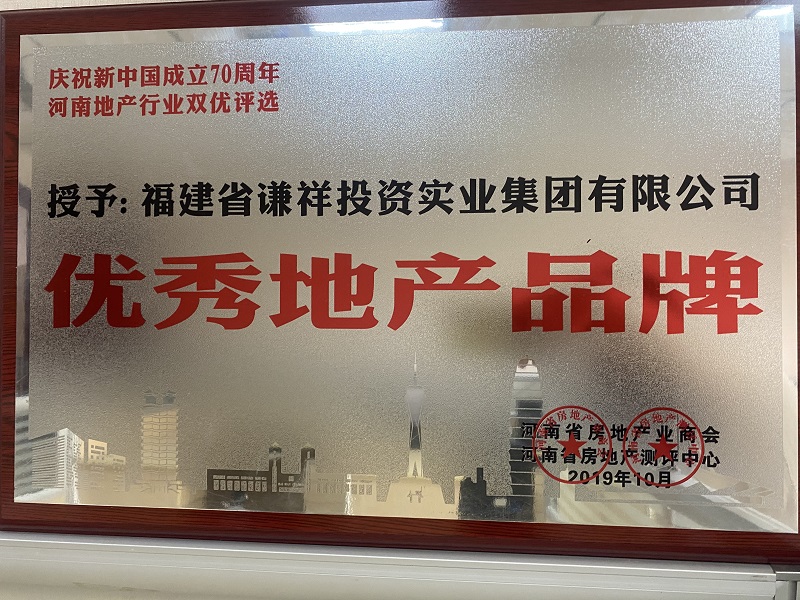 庆祝新中国成立70周年
河南地产行业双优评选
授予：福建省谦祥投资实业集团有限公司
优秀地产品牌
河南省房地产业商会
河南省房地产测评中心
2019年10月